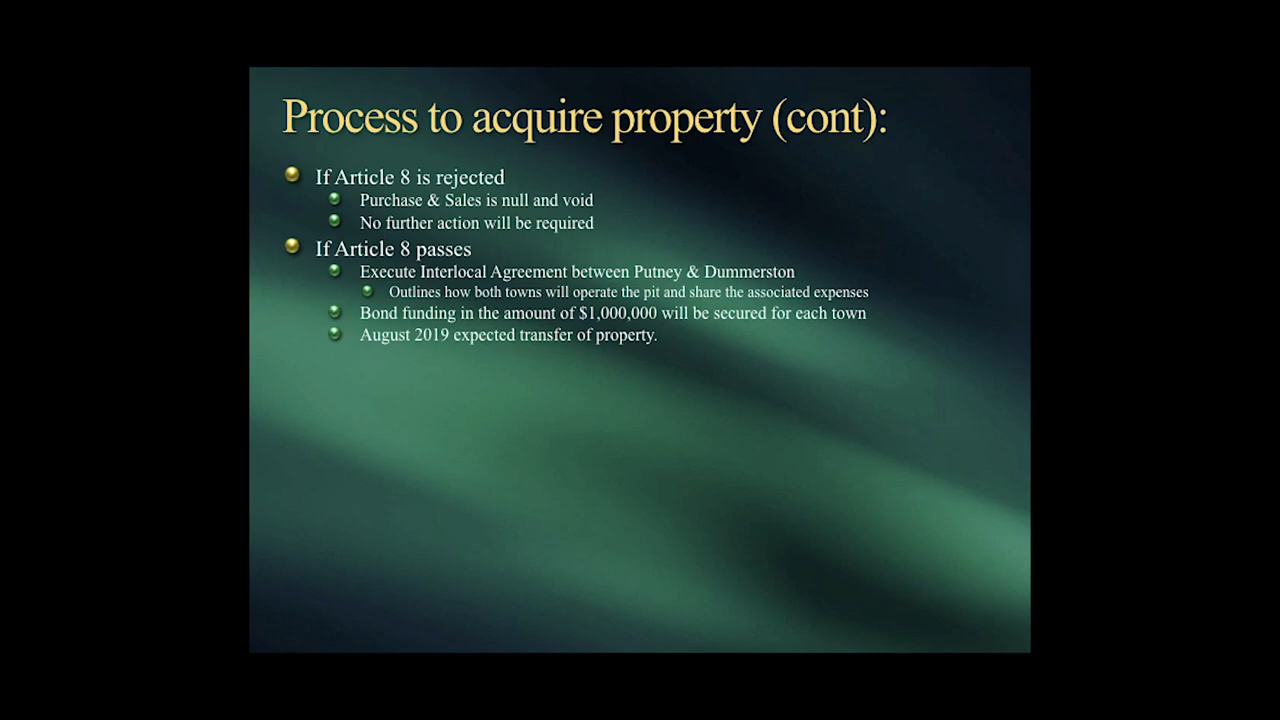 Process to acquire property (cont):
If Article 8 is rejected
Purchase & Sales is null and void
No further action will be required
If Article 8 passes
Execute Interlocal Agreement between Putney & Dummerston
Outlines how both towns will operate the pit and share the associated expenses
Bond funding in the amount of $1,000,000 will be secured for each town
August 2019 expected transfer of property.